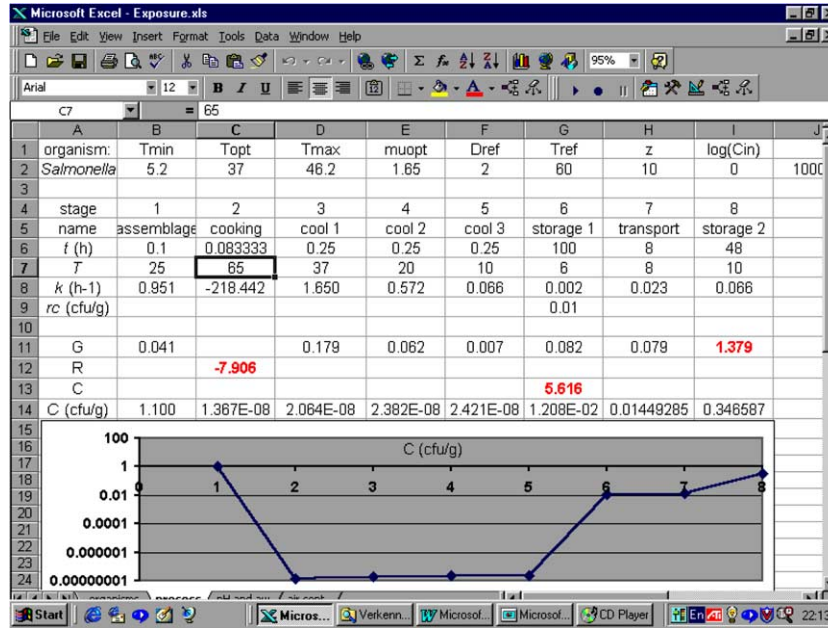 Microsoft Excel - Exposure.xls
File Edit View Insert Format Tools Data Window Help
95%
Arial 12 B I U
C7 = 65
A B C D E F G H I J
1 organism: Tmin Topt Tmax muopt Dref Tref z log(Cin)
2 Salmonella 5.2 37 46.2 1.65 2 60 10 0 1000
3
4 stage 1 2 3 4 5 6 7 8
5 name assemblage cooking cool 1 cool 2 cool 3 storage 1 transport storage 2
6 t (h) 0.1 0.083333 0.25 0.25 0.25 100 8 48
7 T 25 65 37 20 10 6 8 10
8 k (h-1) 0.951 -218.442 1.650 0.572 0.066 0.002 0.023 0.066
9 rc (cfu/g) 0.01
10
11 G 0.041 0.179 0.062 0.007 0.082 0.079 1.379
12 R -7.906
13 C 5.616
14 C (cfu/g) 1.100 1.367E-08 2.064E-08 2.382E-08 2.421E-08 1.208E-02 0.01449285 0.346587
15
16 100 C (cfu/g)
17 1
18 0 1 2 3 4 5 6 7 8
19 0.01
20
21 0.0001
22 0.000001
23
24 0.00000001
organisms process pH and aw
Start Micros... Verkenn... Microsof... Microsof... CD Player En 22:13